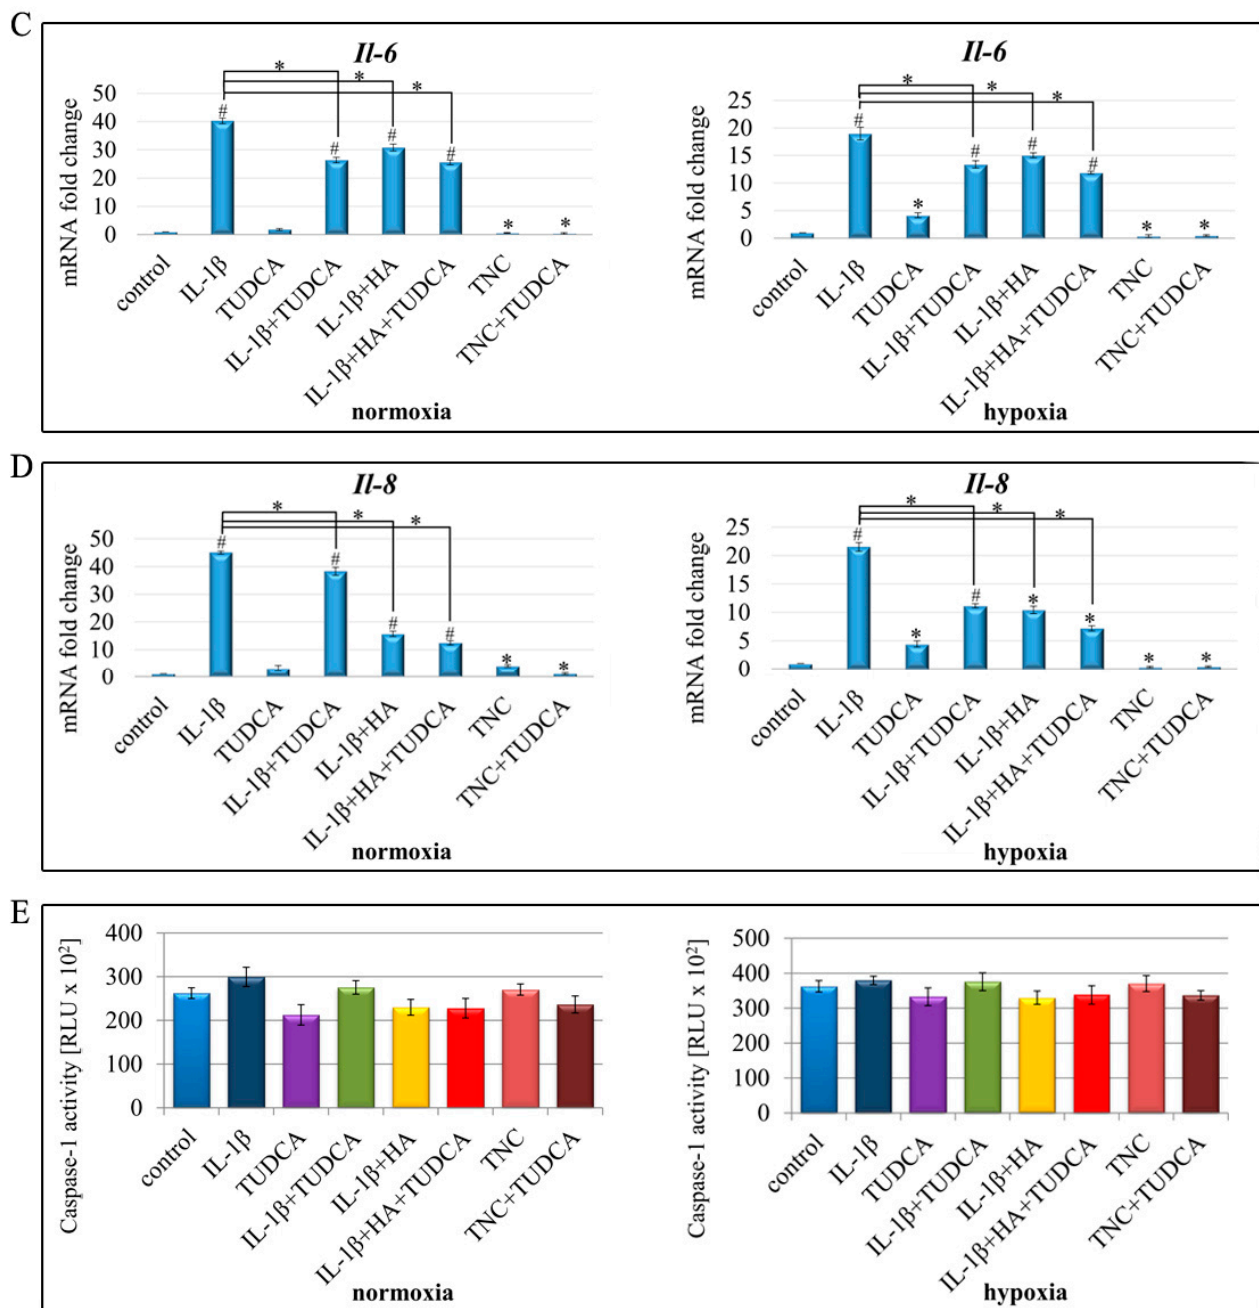 C
Il-6
mRNA fold change
50
40
30
20
10
0
* * *
# # # # * *
control
IL-1β
TUDCA
IL-1β+TUDCA
IL-1β+HA
IL-1β+HA+TUDCA
TNC
TNC+TUDCA
normoxia
Il-6
mRNA fold change
25
20
15
10
5
0
* * *
# * # # # * *
control
IL-1β
TUDCA
IL-1β+TUDCA
IL-1β+HA
IL-1β+HA+TUDCA
TNC
TNC+TUDCA
hypoxia
D
Il-8
mRNA fold change
50
40
30
20
10
0
* * *
# # # # * *
control
IL-1β
TUDCA
IL-1β+TUDCA
IL-1β+HA
IL-1β+HA+TUDCA
TNC
TNC+TUDCA
normoxia
Il-8
mRNA fold change
25
20
15
10
5
0
* * *
# * # * * * *
control
IL-1β
TUDCA
IL-1β+TUDCA
IL-1β+HA
IL-1β+HA+TUDCA
TNC
TNC+TUDCA
hypoxia
E
Caspase-1 activity [RLU x 10²]
400
300
200
100
0
control
IL-1β
TUDCA
IL-1β+TUDCA
IL-1β+HA
IL-1β+HA+TUDCA
TNC
TNC+TUDCA
normoxia
Caspase-1 activity [RLU x 10²]
500
400
300
200
100
0
control
IL-1β
TUDCA
IL-1β+TUDCA
IL-1β+HA
IL-1β+HA+TUDCA
TNC
TNC+TUDCA
hypoxia